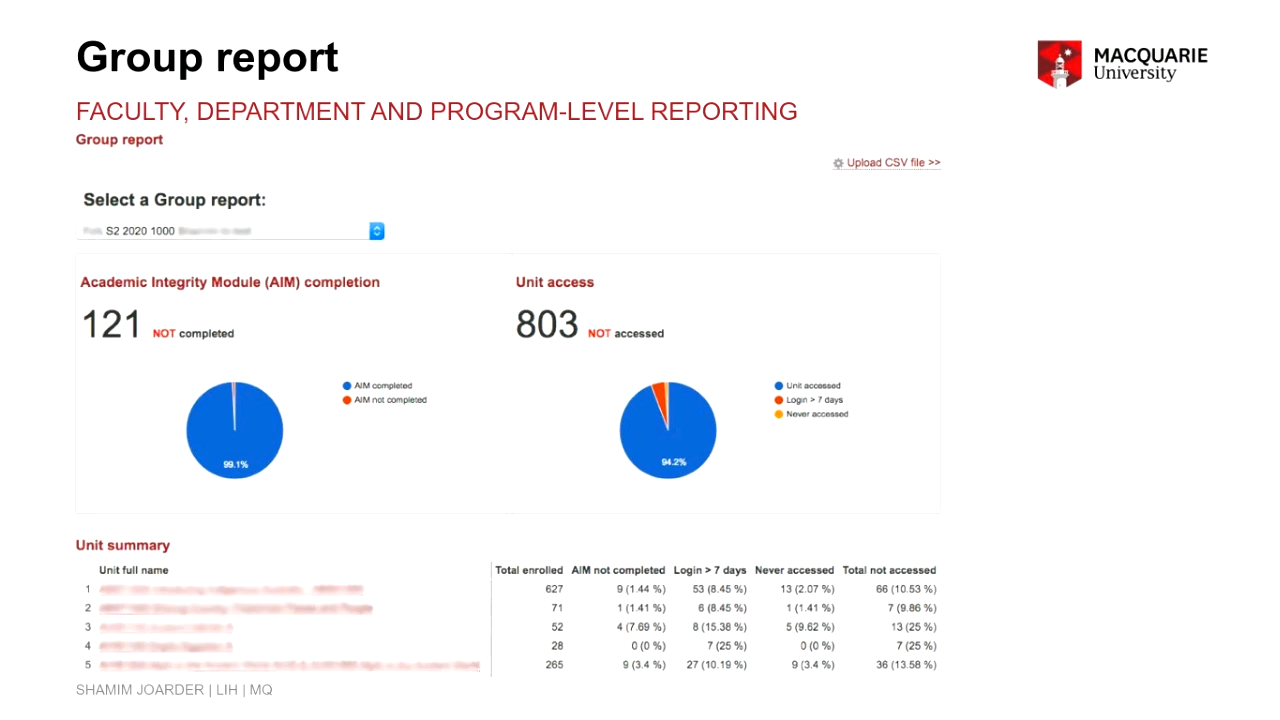 Group report
MACQUARIE
University
FACULTY, DEPARTMENT AND PROGRAM-LEVEL REPORTING
Group report
Upload CSV file >>
Select a Group report:
S2 2020 1000
Academic Integrity Module (AIM) completion
Unit access
121 NOT completed
803 NOT accessed
AIM completed
AIM not completed
99.1%
Unit accessed
Login > 7 days
Never accessed
94.2%
Unit summary
Unit full name Total enrolled AIM not completed Login > 7 days Never accessed Total not accessed
1 627 9 (1.44 %) 53 (8.45 %) 13 (2.07 %) 66 (10.53 %)
2 71 1 (1.41 %) 6 (8.45 %) 1 (1.41 %) 7 (9.86 %)
3 52 4 (7.69 %) 8 (15.38 %) 5 (9.62 %) 13 (25 %)
4 28 0 (0 %) 7 (25 %) 0 (0 %) 7 (25 %)
5 265 9 (3.4 %) 27 (10.19 %) 9 (3.4 %) 36 (13.58 %)
SHAMIM JOARDER | LIH | MQ